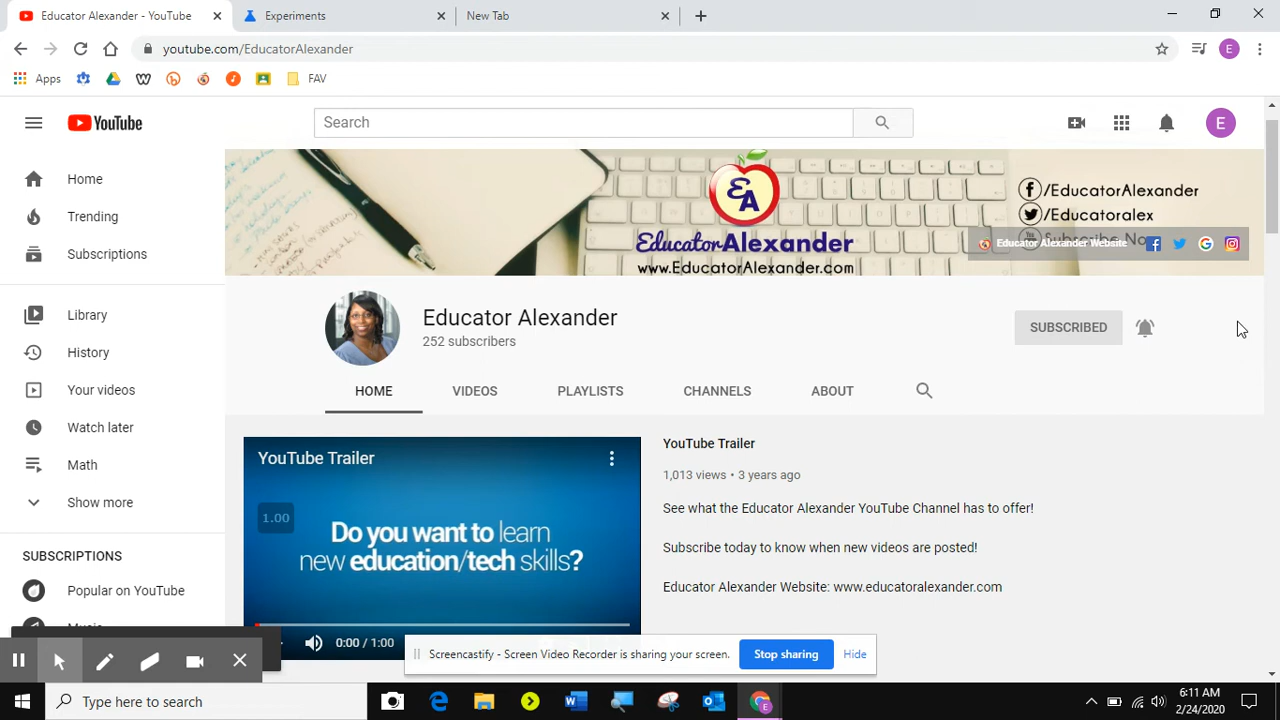 Educator Alexander - YouTube
Experiments
New Tab
youtube.com/EducatorAlexander
E
Apps
FAV
YouTube
Search
E
Home
Trending
Subscriptions
Library
History
Your videos
Watch later
Math
Show more
SUBSCRIPTIONS
Popular on YouTube
EA
EducatorAlexander
www.EducatorAlexander.com
/EducatorAlexander
/Educatoralex
Subscribe No
Educator Alexander Website
Educator Alexander
252 subscribers
SUBSCRIBED
HOME
VIDEOS
PLAYLISTS
CHANNELS
ABOUT
YouTube Trailer
1.00
Do you want to learn
new education/tech skills?
0:00 / 1:00
YouTube Trailer
1,013 views • 3 years ago
See what the Educator Alexander YouTube Channel has to offer!
Subscribe today to know when new videos are posted!
Educator Alexander Website: www.educatoralexander.com
Screencastify - Screen Video Recorder is sharing your screen.
Stop sharing
Hide
Type here to search
6:11 AM
2/24/2020